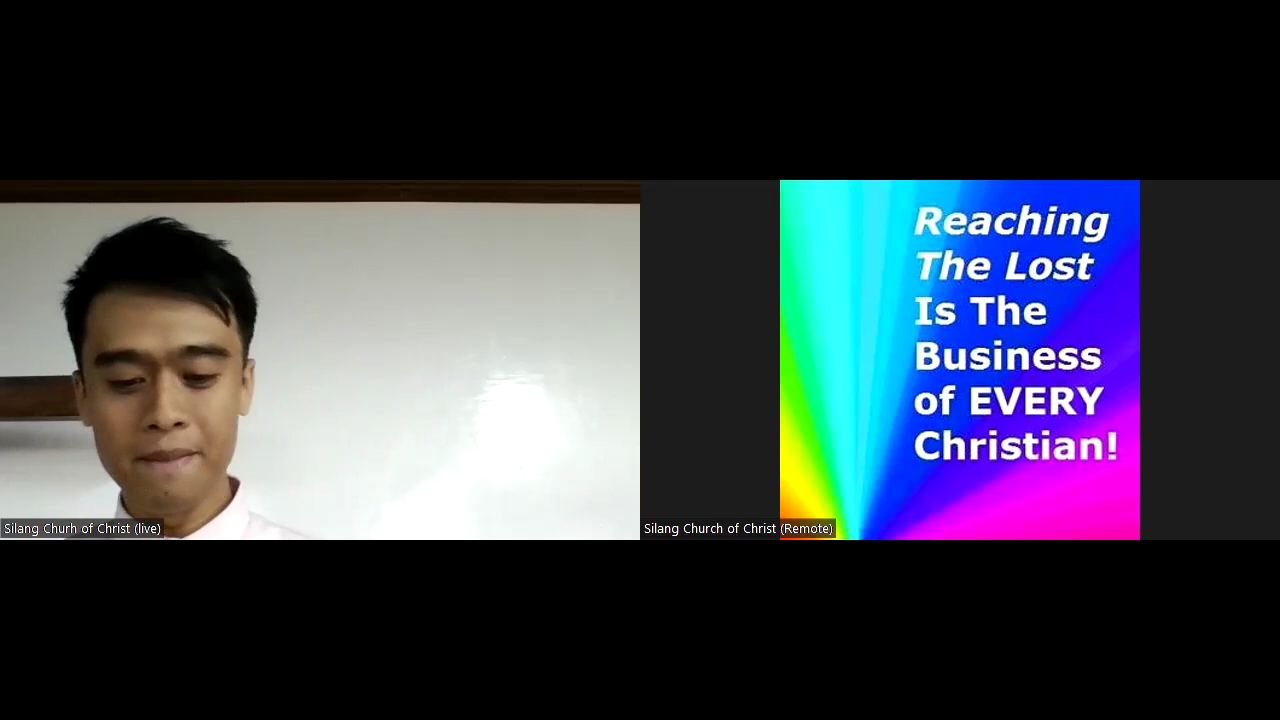 Reaching
The Lost
Is The
Business
of EVERY
Christian!
Silang Churh of Christ (live)
Silang Church of Christ (Remote)